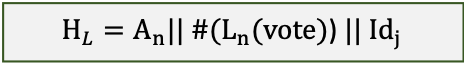 H_L = A_n|| #(L_n(vote)) || Id_j